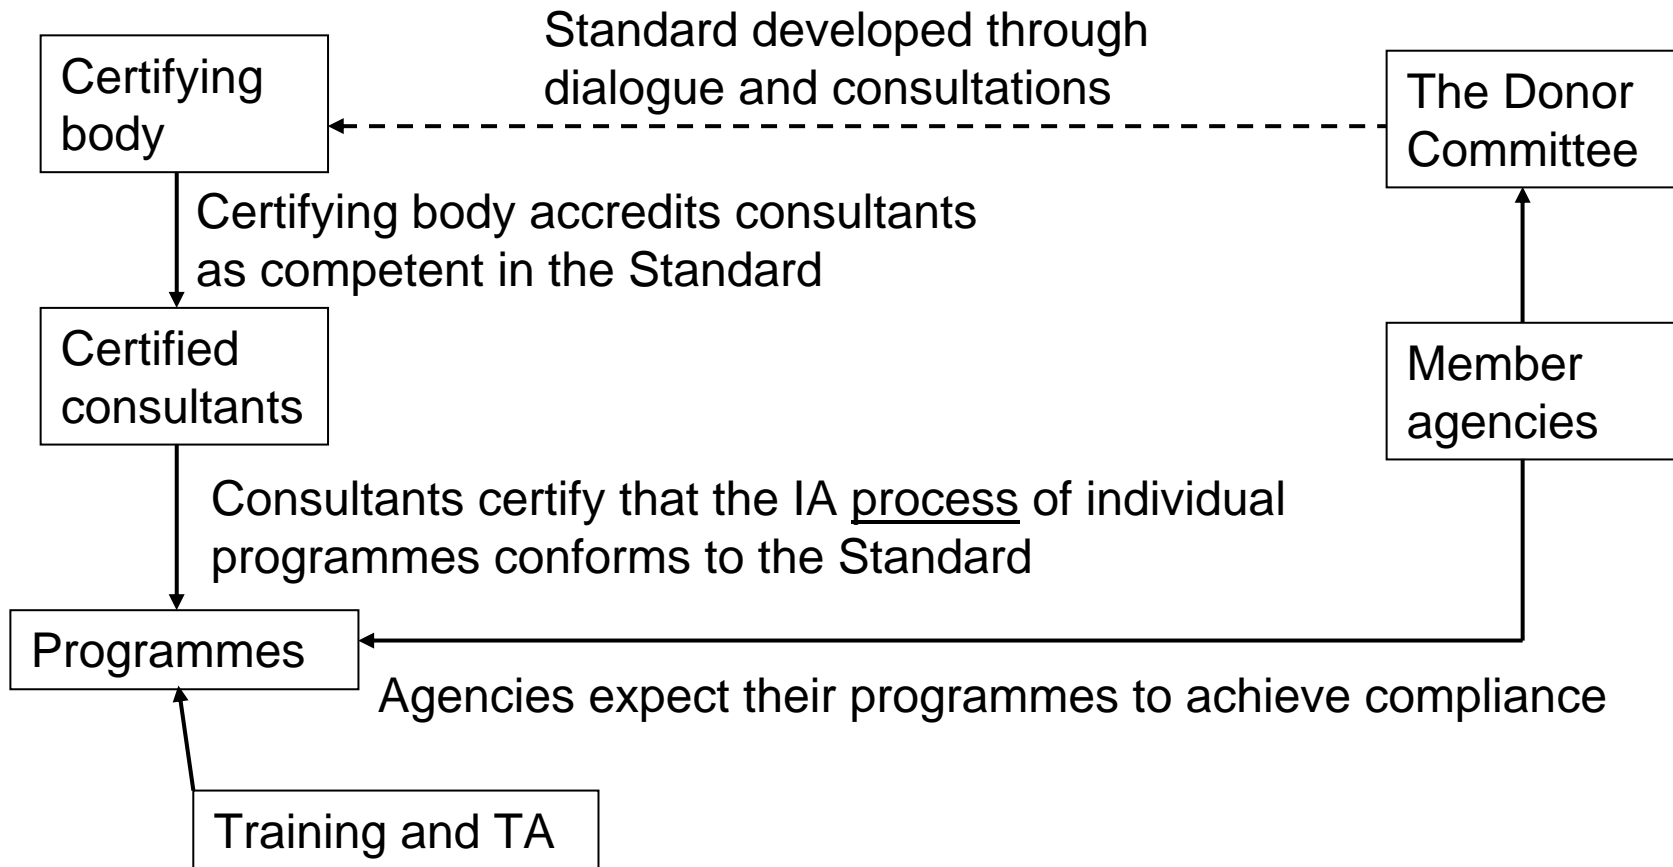 Standard developed through
dialogue and consultations
Certifying
body
The Donor
Committee
Certifying body accredits consultants
as competent in the Standard
Certified
consultants
Member
agencies
Consultants certify that the IA process of individual
programmes conforms to the Standard
Programmes
Agencies expect their programmes to achieve compliance
Training and TA